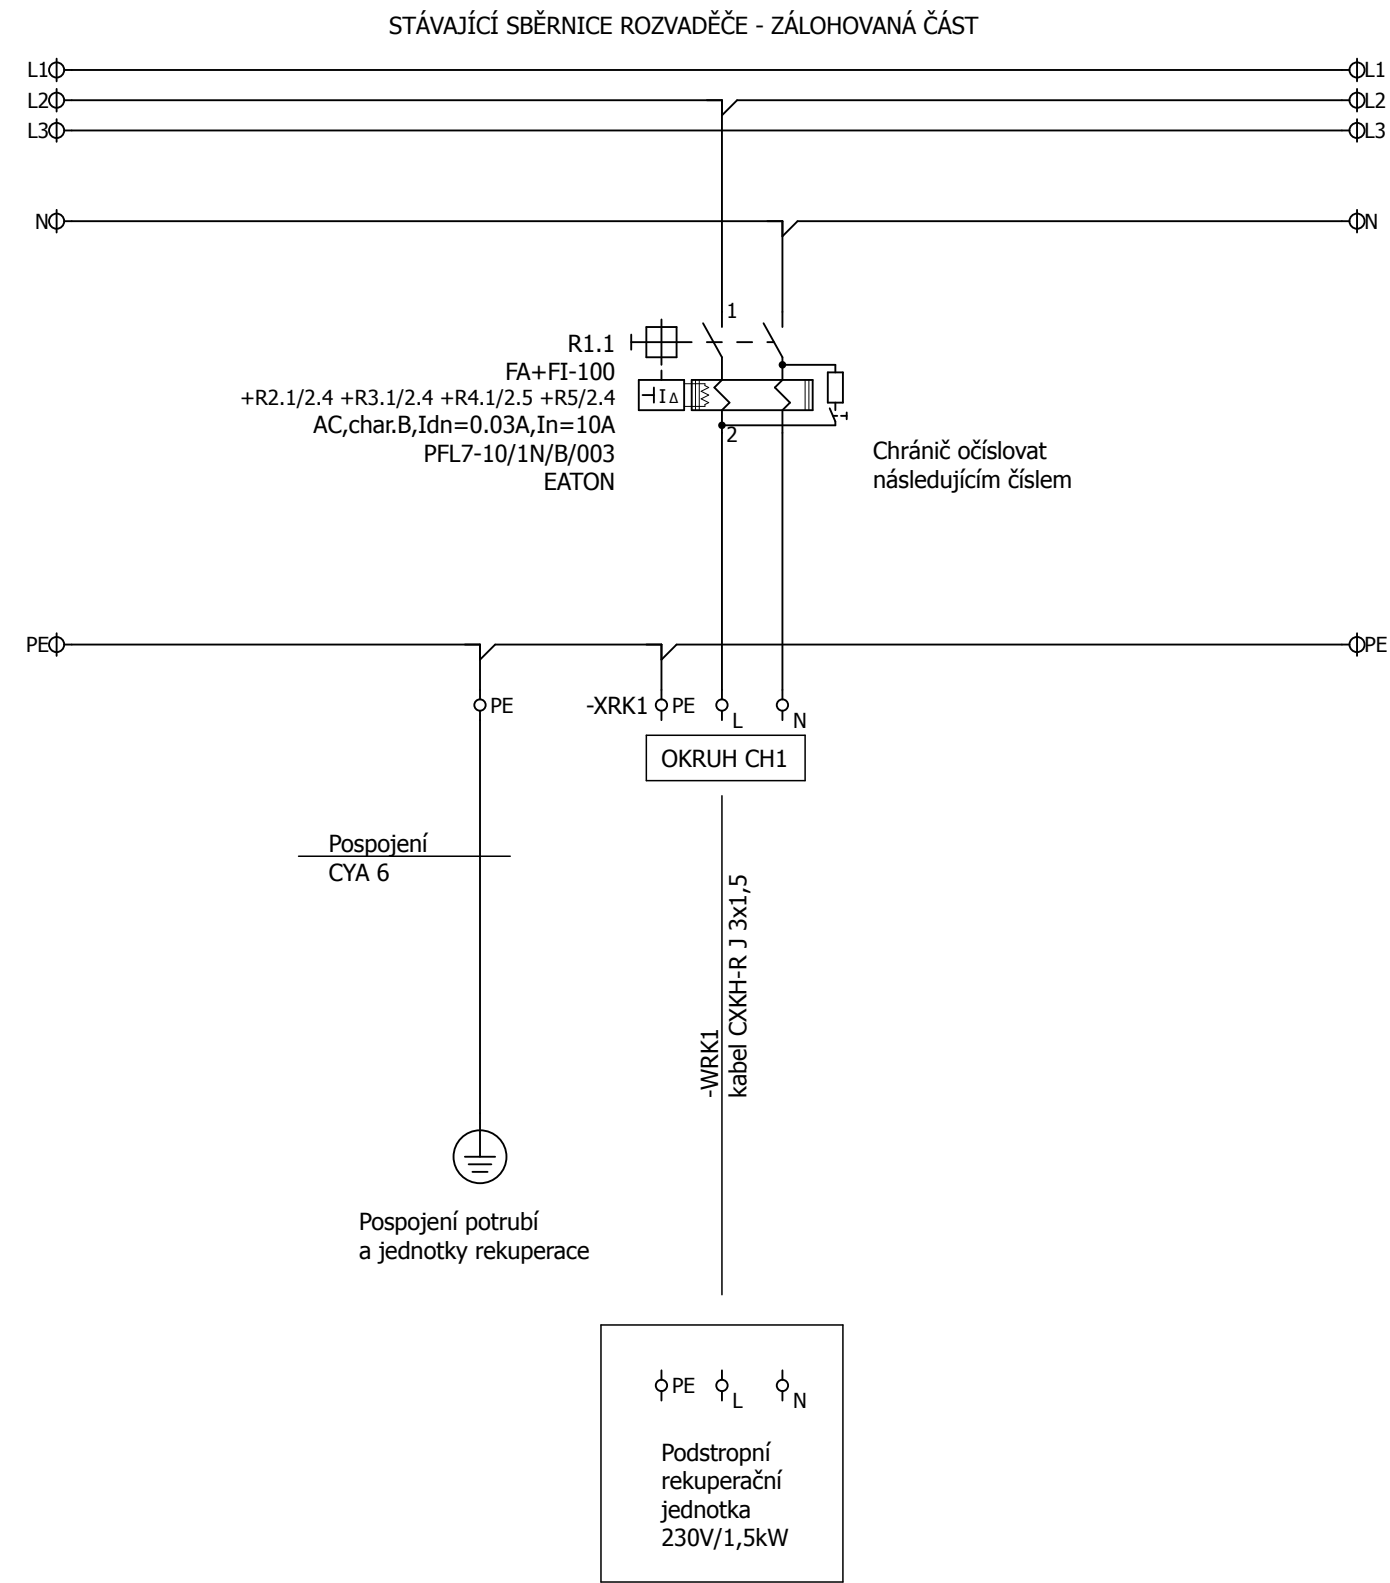 STÁVAJÍCÍ SBĚRNICE ROZVADĚČE - ZÁLOHOVANÁ ČÁST
L1 L1
L2 L2
L3 L3
N N
1
R1.1
FA+FI-100
+R2.1/2.4 +R3.1/2.4 +R4.1/2.5 +R5/2.4
AC,char.B,Idn=0.03A,In=10A
PFL7-10/1N/B/003
EATON
I Δ
2
Chránič očíslovat
následujícím číslem
PE PE
PE
-XRK1 PE L N
OKRUH CH1
Pospojení
CYA 6
-WRK1
kabel CXKH-R J 3x1,5
Pospojení potrubí
a jednotky rekuperace
PE L N
Podstropní
rekuperační
jednotka
230V/1,5kW